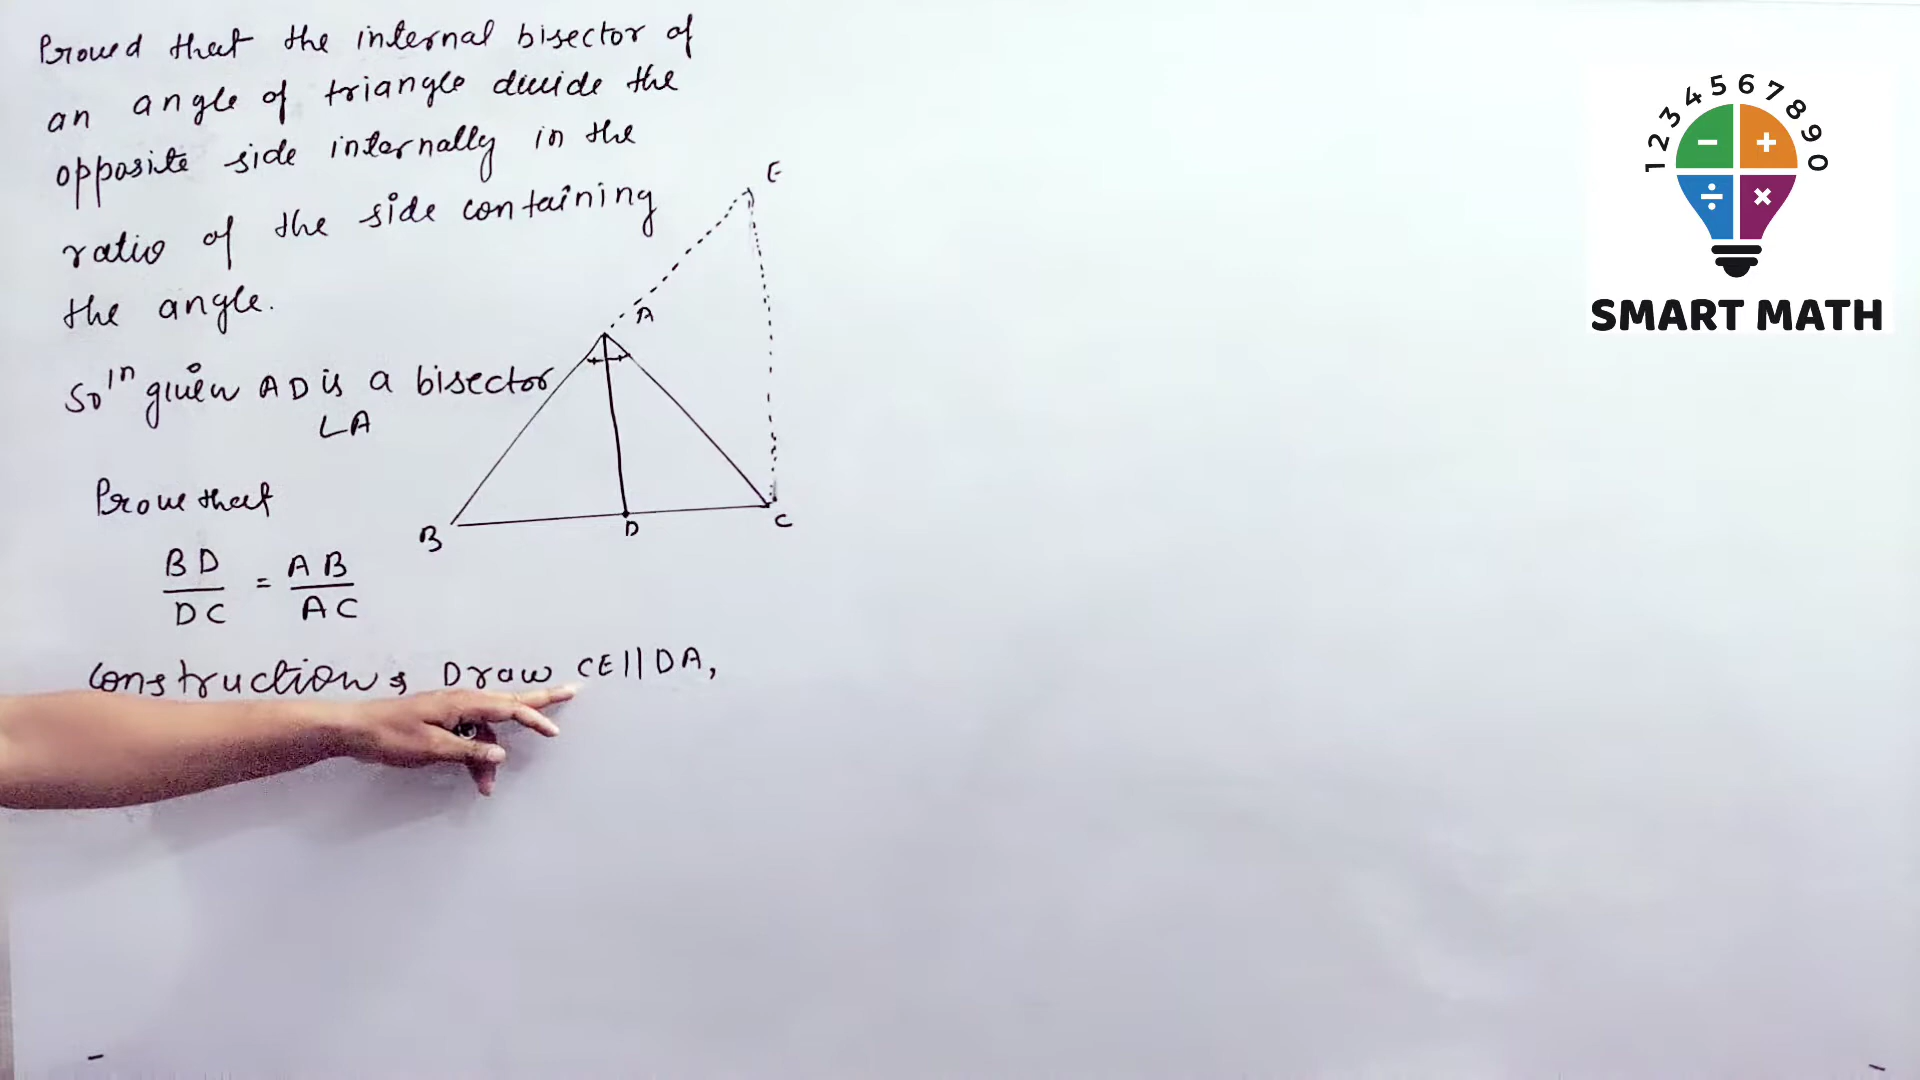 Proved that the internal bisector of
an angle of triangle divide the
opposite side internally in the
ratio of the side containing
the angle.
Soln given AD is a bisector
∠A
Prove that
BD/DC = AB/AC
Construction Draw CE||DA,
E
A
B
D
C
1234567890
− +
÷ ×
SMART MATH